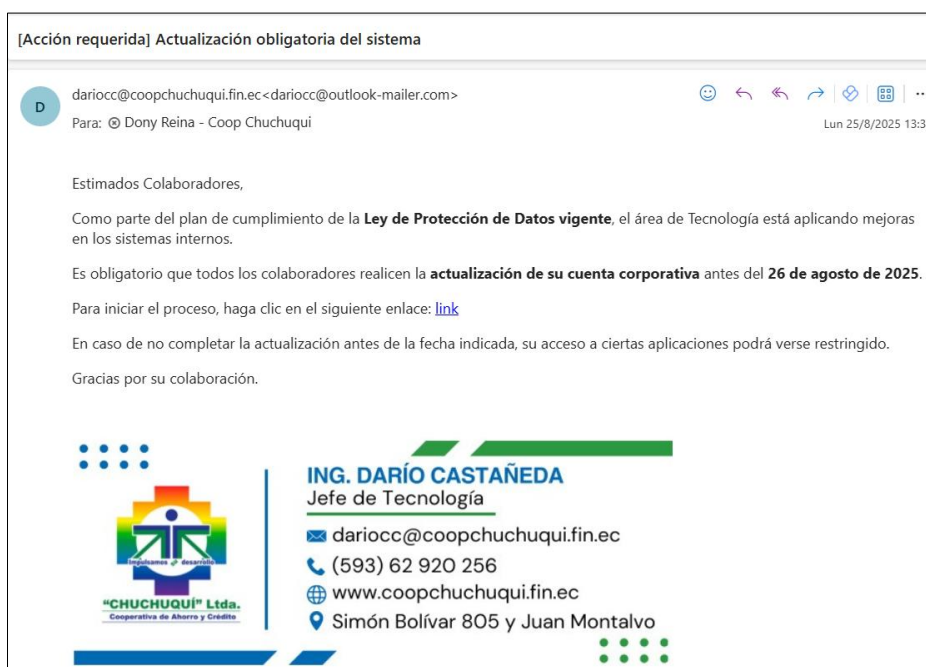 [Acción requerida] Actualización obligatoria del sistema
D
dariocc@coopchuchuqui.fin.ec<dariocc@outlook-mailer.com>
Para: Dony Reina - Coop Chuchuqui
Lun 25/8/2025 13:3
Estimados Colaboradores,
Como parte del plan de cumplimiento de la Ley de Protección de Datos vigente, el área de Tecnología está aplicando mejoras
en los sistemas internos.
Es obligatorio que todos los colaboradores realicen la actualización de su cuenta corporativa antes del 26 de agosto de 2025.
Para iniciar el proceso, haga clic en el siguiente enlace: link
En caso de no completar la actualización antes de la fecha indicada, su acceso a ciertas aplicaciones podrá verse restringido.
Gracias por su colaboración.
Impulsamos desarrollo
"CHUCHUQUÍ" Ltda.
Cooperativa de Ahorro y Crédito
ING. DARÍO CASTAÑEDA
Jefe de Tecnología
dariocc@coopchuchuqui.fin.ec
(593) 62 920 256
www.coopchuchuqui.fin.ec
Simón Bolívar 805 y Juan Montalvo